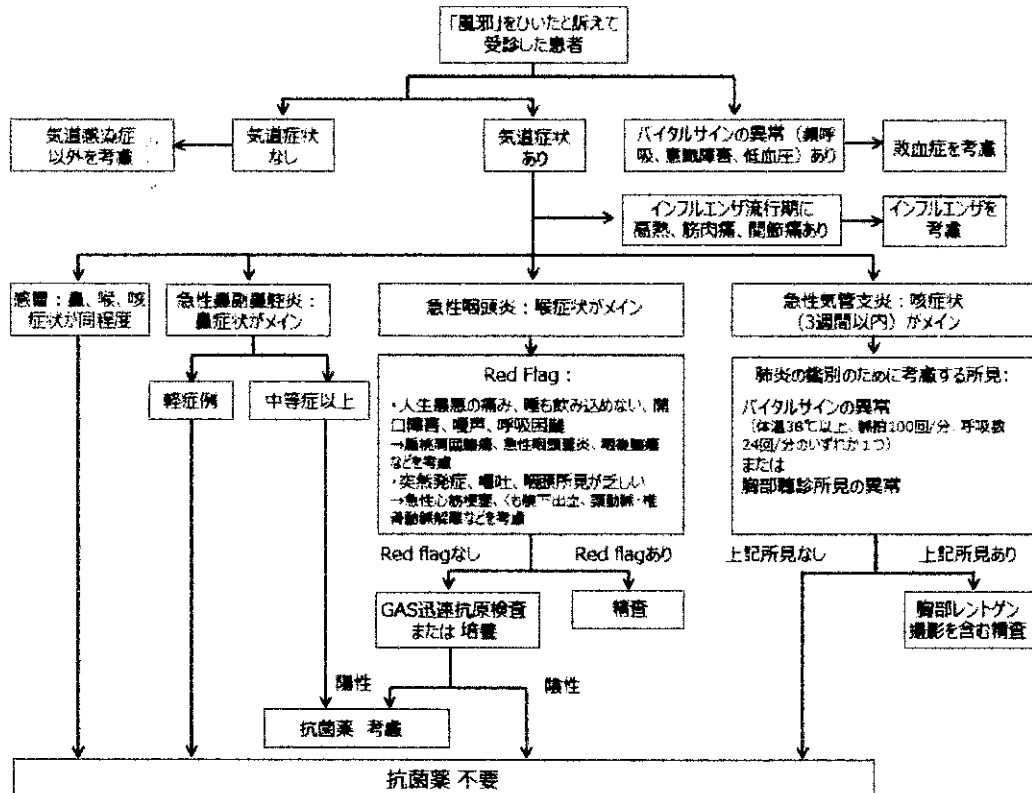 「風邪」をひいたと訴えて
受診した患者
気道感染症
以外を考慮
気道症状
なし
気道症状
あり
バイタルサインの異常（頻呼
吸、意識障害、低血圧）あり
敗血症を考慮
インフルエンザ流行期に
高熱、筋肉痛、関節痛あり
インフルエンザを
考慮
感冒：鼻、喉、咳
症状が同程度
急性鼻副鼻腔炎：
鼻症状がメイン
急性咽頭炎：喉症状がメイン
急性気管支炎：咳症状
（3週間以内）がメイン
軽症例
中等症以上
Red Flag：
・人生最悪の痛み、唾も飲み込めない、開
口障害、嗄声、呼吸困難
→扁桃周囲膿瘍、急性喉頭蓋炎、咽後膿瘍
などを考慮
・突然発症、嘔吐、咽頭所見が乏しい
→急性心筋梗塞、くも膜下出血、頸動脈・椎
骨動脈解離などを考慮
肺炎の鑑別のために考慮する所見：
バイタルサインの異常
（体温38℃以上、脈拍100回/分、呼吸数
24回/分のいずれか１つ）
または
胸部聴診所見の異常
Red flagなし
Red flagあり
上記所見なし
上記所見あり
GAS迅速抗原検査
または 培養
精査
胸部レントゲン
撮影を含む精査
陽性
陰性
抗菌薬 考慮
抗菌薬 不要